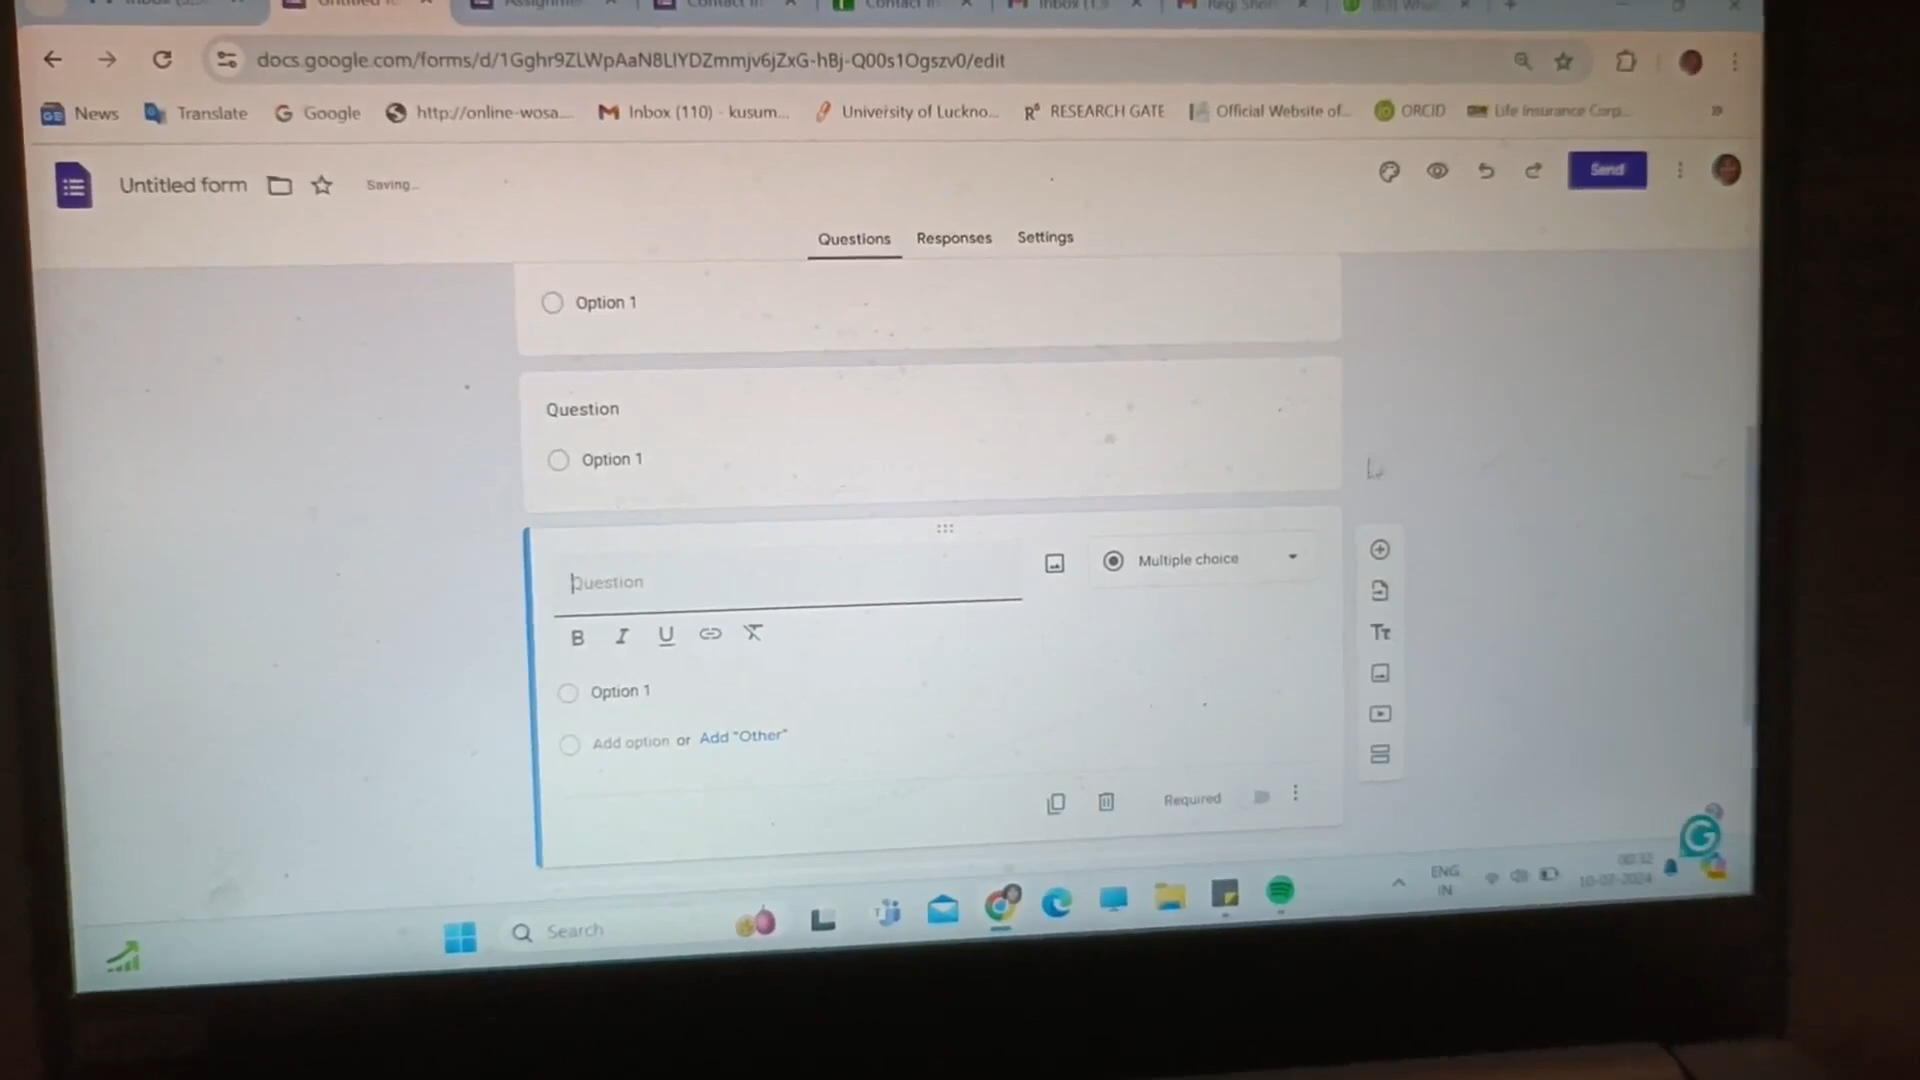 docs.google.com/forms/d/1Gghr9ZLWpAaN8LIYDZmmjv6jZxG-hBj-Q00s1Ogszv0/edit
News Translate Google http://online-wosa... Inbox (110) - kusum... University of Luckno... RESEARCH GATE Official Website of... ORCID Life Insurance Corp...
Untitled form Saving... Send
Questions Responses Settings
Option 1
Question
Option 1
Question Multiple choice
B I U
Option 1
Add option or Add "Other"
Required
Search ENG
IN 00:32
10-07-2024